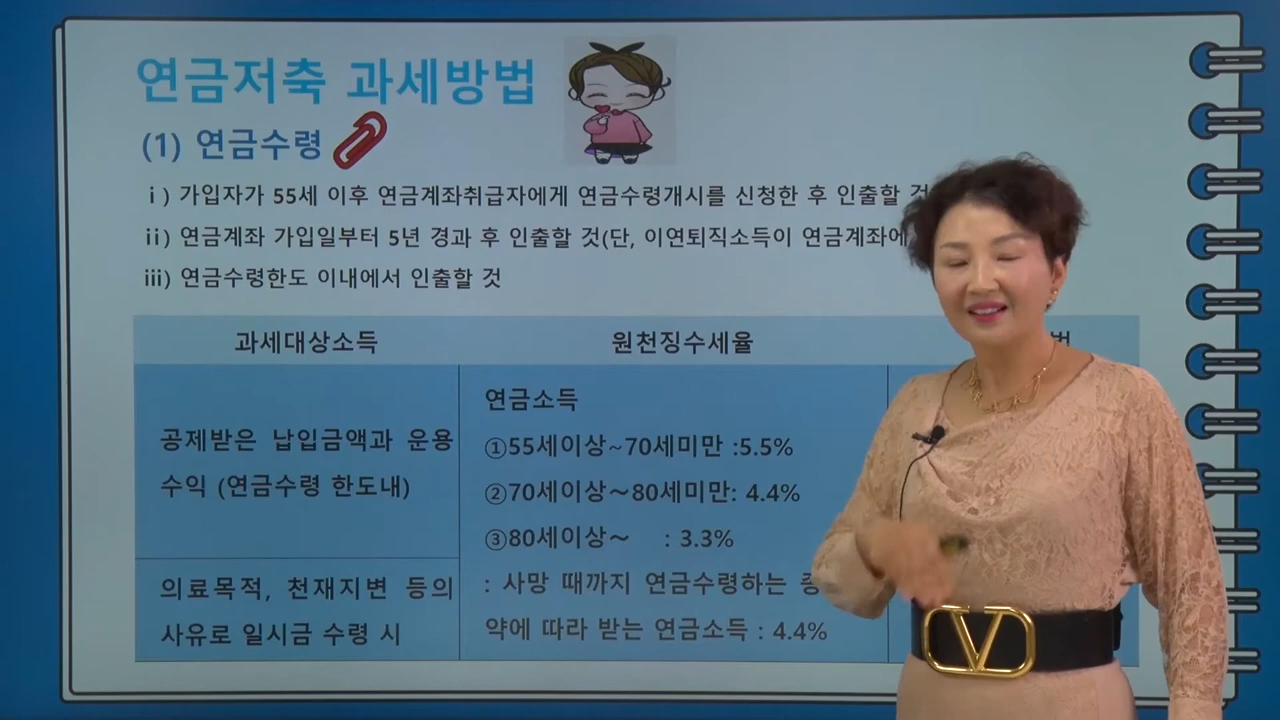 연금저축 과세방법
(1) 연금수령
ⅰ) 가입자가 55세 이후 연금계좌취급자에게 연금수령개시를 신청한 후 인출할 것
ⅱ) 연금계좌 가입일부터 5년 경과 후 인출할 것(단, 이연퇴직소득이 연금계좌에
ⅲ) 연금수령한도 이내에서 인출할 것
과세대상소득 원천징수세율 법
공제받은 납입금액과 운용
수익 (연금수령 한도내)
연금소득
①55세이상~70세미만 :5.5%
②70세이상～80세미만: 4.4%
③80세이상～ : 3.3%
의료목적, 천재지변 등의
사유로 일시금 수령 시
: 사망 때까지 연금수령하는 종
약에 따라 받는 연금소득 : 4.4%